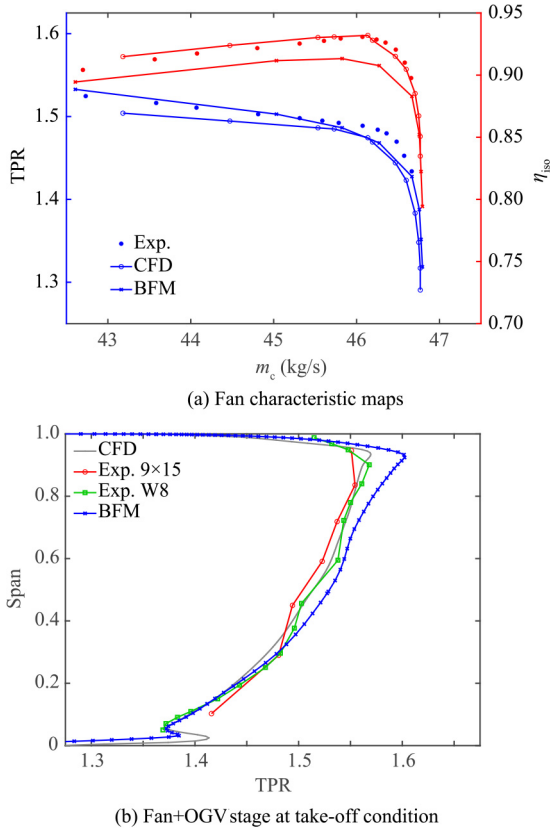 1.6
1.5
1.4
1.3
TPR
0.95
0.90
0.85
0.80
0.75
0.70
η_iso
Exp.
CFD
BFM
43 44 45 46 47
m_c (kg/s)
(a) Fan characteristic maps
1.0
0.8
0.6
0.4
0.2
0
Span
CFD
Exp. 9×15
Exp. W8
BFM
1.3 1.4 1.5 1.6
TPR
(b) Fan+OGV stage at take-off condition